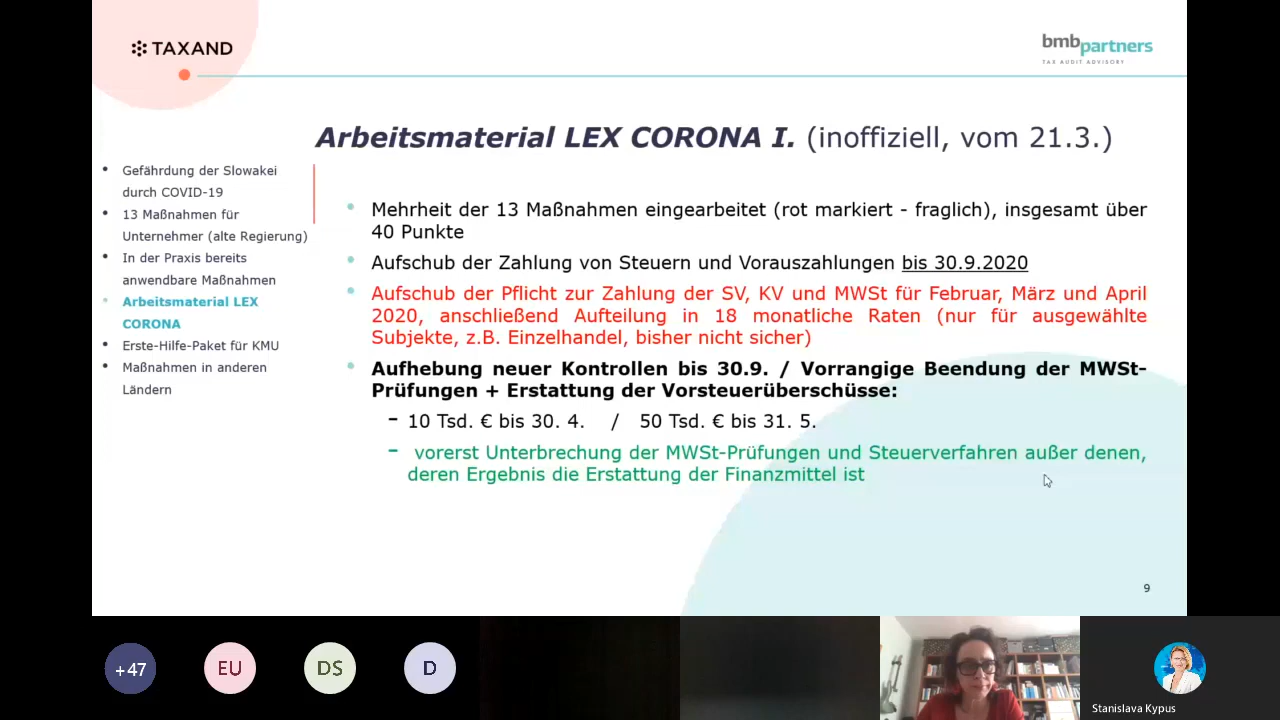 TAXAND
bmbpartners
TAX AUDIT ADVISORY
Arbeitsmaterial LEX CORONA I. (inoffiziell, vom 21.3.)
• Gefährdung der Slowakei
durch COVID-19
• 13 Maßnahmen für
Unternehmer (alte Regierung)
• In der Praxis bereits
anwendbare Maßnahmen
• Arbeitsmaterial LEX
CORONA
• Erste-Hilfe-Paket für KMU
• Maßnahmen in anderen
Ländern
• Mehrheit der 13 Maßnahmen eingearbeitet (rot markiert - fraglich), insgesamt über
40 Punkte
• Aufschub der Zahlung von Steuern und Vorauszahlungen bis 30.9.2020
• Aufschub der Pflicht zur Zahlung der SV, KV und MWSt für Februar, März und April
2020, anschließend Aufteilung in 18 monatliche Raten (nur für ausgewählte
Subjekte, z.B. Einzelhandel, bisher nicht sicher)
• Aufhebung neuer Kontrollen bis 30.9. / Vorrangige Beendung der MWSt-
Prüfungen + Erstattung der Vorsteuerüberschüsse:
- 10 Tsd. € bis 30. 4. / 50 Tsd. € bis 31. 5.
- vorerst Unterbrechung der MWSt-Prüfungen und Steuerverfahren außer denen,
deren Ergebnis die Erstattung der Finanzmittel ist
9
+47
EU
DS
D
Stanislava Kypus